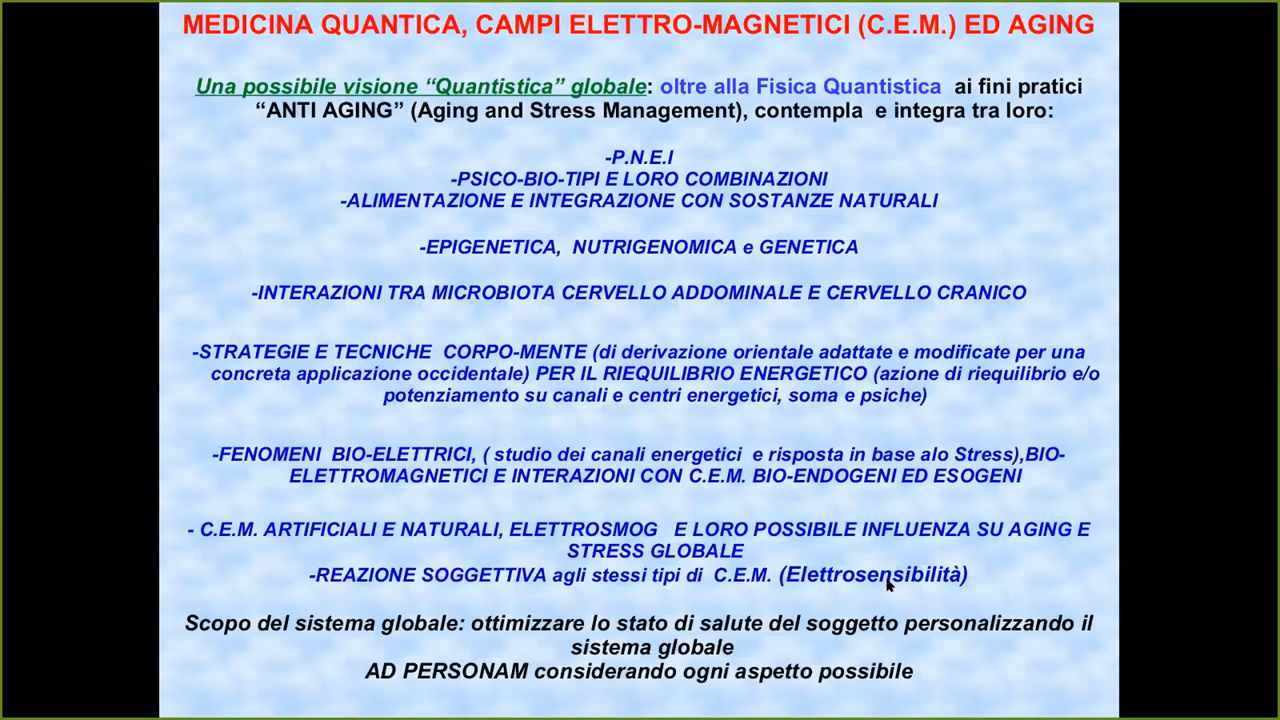 MEDICINA QUANTICA, CAMPI ELETTRO-MAGNETICI (C.E.M.) ED AGING
Una possibile visione “Quantistica” globale: oltre alla Fisica Quantistica ai fini pratici
“ANTI AGING” (Aging and Stress Management), contempla e integra tra loro:
-P.N.E.I
-PSICO-BIO-TIPI E LORO COMBINAZIONI
-ALIMENTAZIONE E INTEGRAZIONE CON SOSTANZE NATURALI
-EPIGENETICA, NUTRIGENOMICA e GENETICA
-INTERAZIONI TRA MICROBIOTA CERVELLO ADDOMINALE E CERVELLO CRANICO
-STRATEGIE E TECNICHE CORPO-MENTE (di derivazione orientale adattate e modificate per una
concreta applicazione occidentale) PER IL RIEQUILIBRIO ENERGETICO (azione di riequilibrio e/o
potenziamento su canali e centri energetici, soma e psiche)
-FENOMENI BIO-ELETTRICI, ( studio dei canali energetici e risposta in base alo Stress),BIO-
ELETTROMAGNETICI E INTERAZIONI CON C.E.M. BIO-ENDOGENI ED ESOGENI
- C.E.M. ARTIFICIALI E NATURALI, ELETTROSMOG E LORO POSSIBILE INFLUENZA SU AGING E
STRESS GLOBALE
-REAZIONE SOGGETTIVA agli stessi tipi di C.E.M. (Elettrosensibilità)
Scopo del sistema globale: ottimizzare lo stato di salute del soggetto personalizzando il
sistema globale
AD PERSONAM considerando ogni aspetto possibile